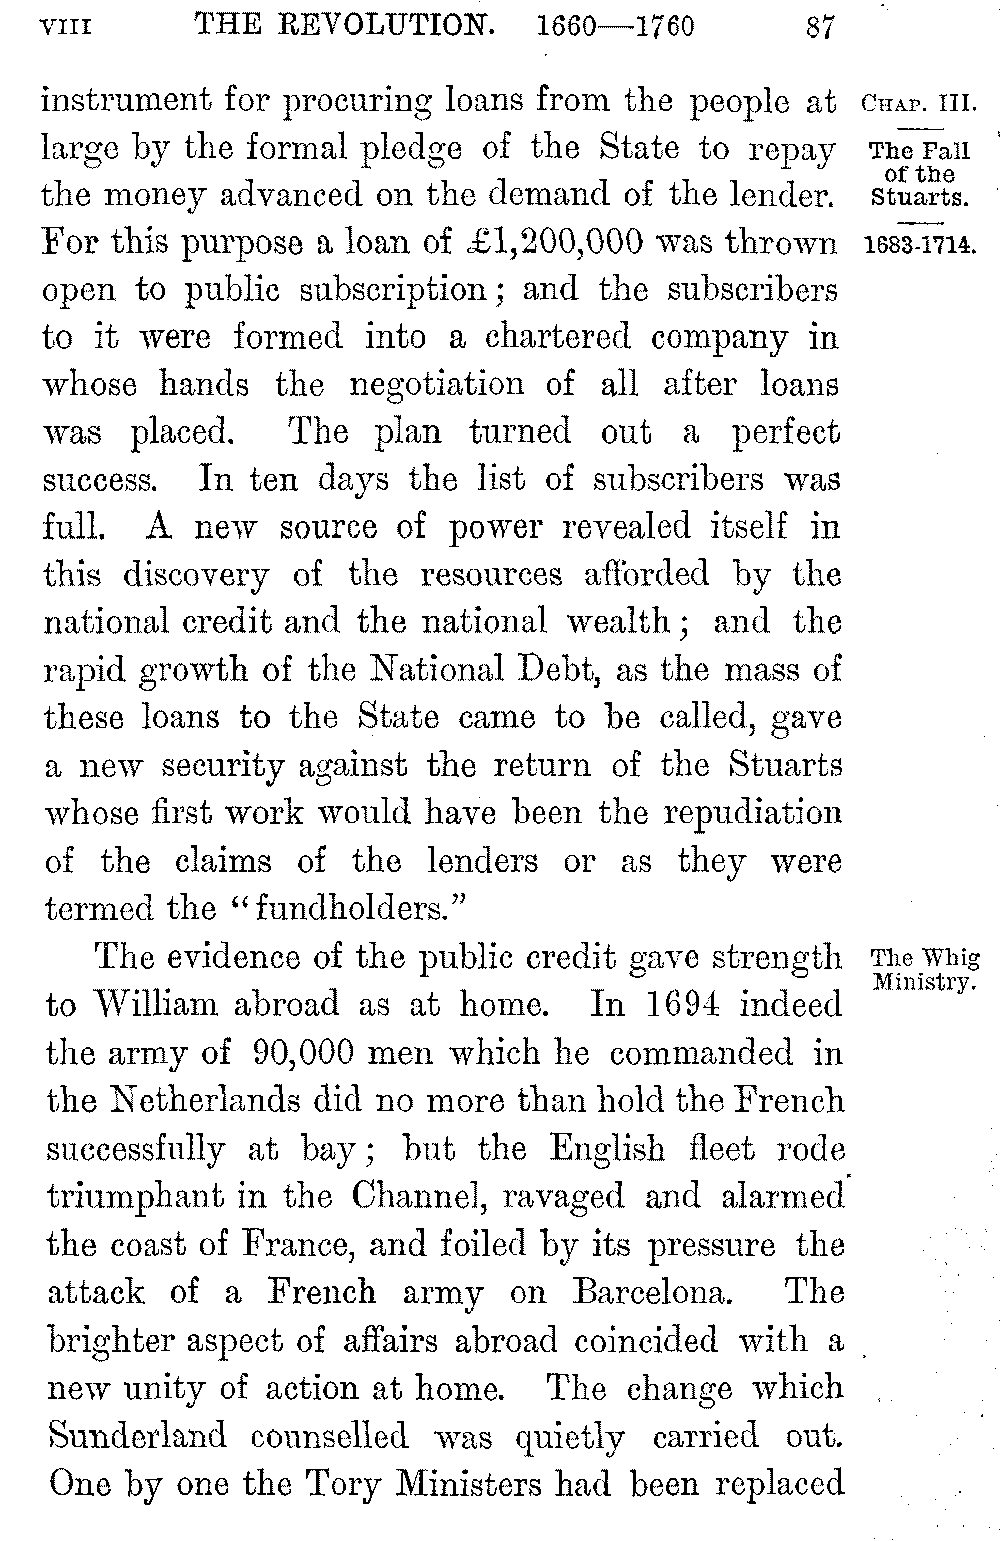 VIII THE REVOLUTION. 1660—1760 87
instrument for procuring loans from the people at
large by the formal pledge of the State to repay
the money advanced on the demand of the lender.
For this purpose a loan of £1,200,000 was thrown
open to public subscription; and the subscribers
to it were formed into a chartered company in
whose hands the negotiation of all after loans
was placed. The plan turned out a perfect
success. In ten days the list of subscribers was
full. A new source of power revealed itself in
this discovery of the resources afforded by the
national credit and the national wealth; and the
rapid growth of the National Debt, as the mass of
these loans to the State came to be called, gave
a new security against the return of the Stuarts
whose first work would have been the repudiation
of the claims of the lenders or as they were
termed the “fundholders.”
The evidence of the public credit gave strength
to William abroad as at home. In 1694 indeed
the army of 90,000 men which he commanded in
the Netherlands did no more than hold the French
successfully at bay; but the English fleet rode
triumphant in the Channel, ravaged and alarmed
the coast of France, and foiled by its pressure the
attack of a French army on Barcelona. The
brighter aspect of affairs abroad coincided with a
new unity of action at home. The change which
Sunderland counselled was quietly carried out.
One by one the Tory Ministers had been replaced
CHAP. III.
The Fall
of the
Stuarts.
1683-1714.
The Whig
Ministry.